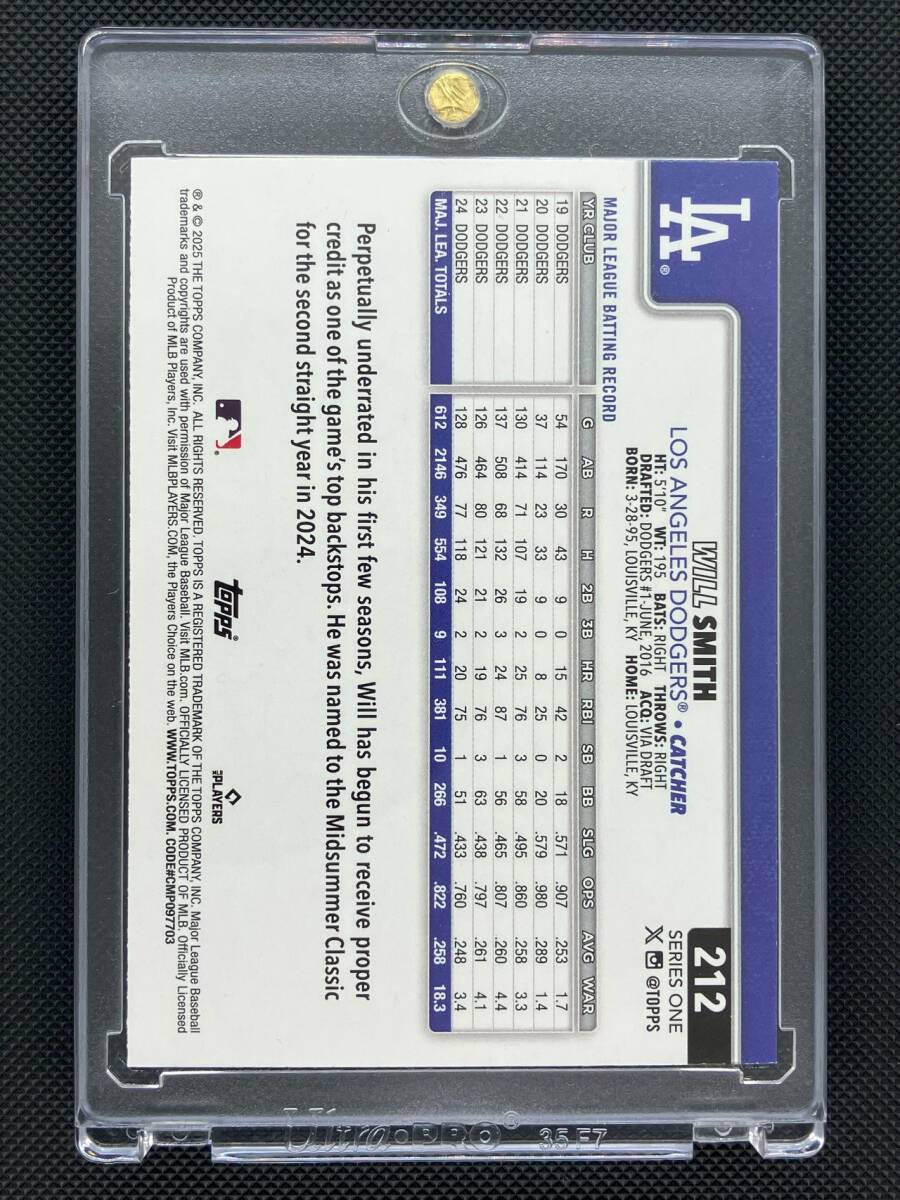 LA®
WILL SMITH
LOS ANGELES DODGERS® • CATCHER
HT: 5'10" WT: 195 BATS: RIGHT THROWS: RIGHT
DRAFTED: DODGERS #1-JUNE, 2016 ACQ: VIA DRAFT
BORN: 3-28-95, LOUISVILLE, KY HOME: LOUISVILLE, KY
212
SERIES ONE
@TOPPS
MAJOR LEAGUE BATTING RECORD
YR CLUB G AB R H 2B 3B HR RBI SB BB SLG OPS AVG WAR
19 DODGERS 54 170 30 43 9 0 15 42 2 18 .571 .907 .253 1.7
20 DODGERS 37 114 23 33 9 0 8 25 0 20 .579 .980 .289 1.4
21 DODGERS 130 414 71 107 19 2 25 76 3 58 .495 .860 .258 3.3
22 DODGERS 137 508 68 132 26 3 24 87 1 56 .465 .807 .260 4.4
23 DODGERS 126 464 80 121 21 2 19 76 3 63 .438 .797 .261 4.1
24 DODGERS 128 476 77 118 24 2 20 75 1 51 .433 .760 .248 3.4
MAJ. LEA. TOTALS 612 2146 349 554 108 9 111 381 10 266 .472 .822 .258 18.3
Perpetually underrated in his first few seasons, Will has begun to receive proper
credit as one of the game's top backstops. He was named to the Midsummer Classic
for the second straight year in 2024.
topps®
PLAYERS
® & © 2025 THE TOPPS COMPANY, INC. ALL RIGHTS RESERVED. TOPPS IS A REGISTERED TRADEMARK OF THE TOPPS COMPANY, INC. Major League Baseball
trademarks and copyrights are used with permission of Major League Baseball. Visit MLB.com. OFFICIALLY LICENSED PRODUCT OF MLB. Officially Licensed
Product of MLB Players, Inc. Visit MLBPLAYERS.COM, the Players Choice on the web. WWW.TOPPS.COM. CODE#CMP097703
Ultra•PRO® 35 F7